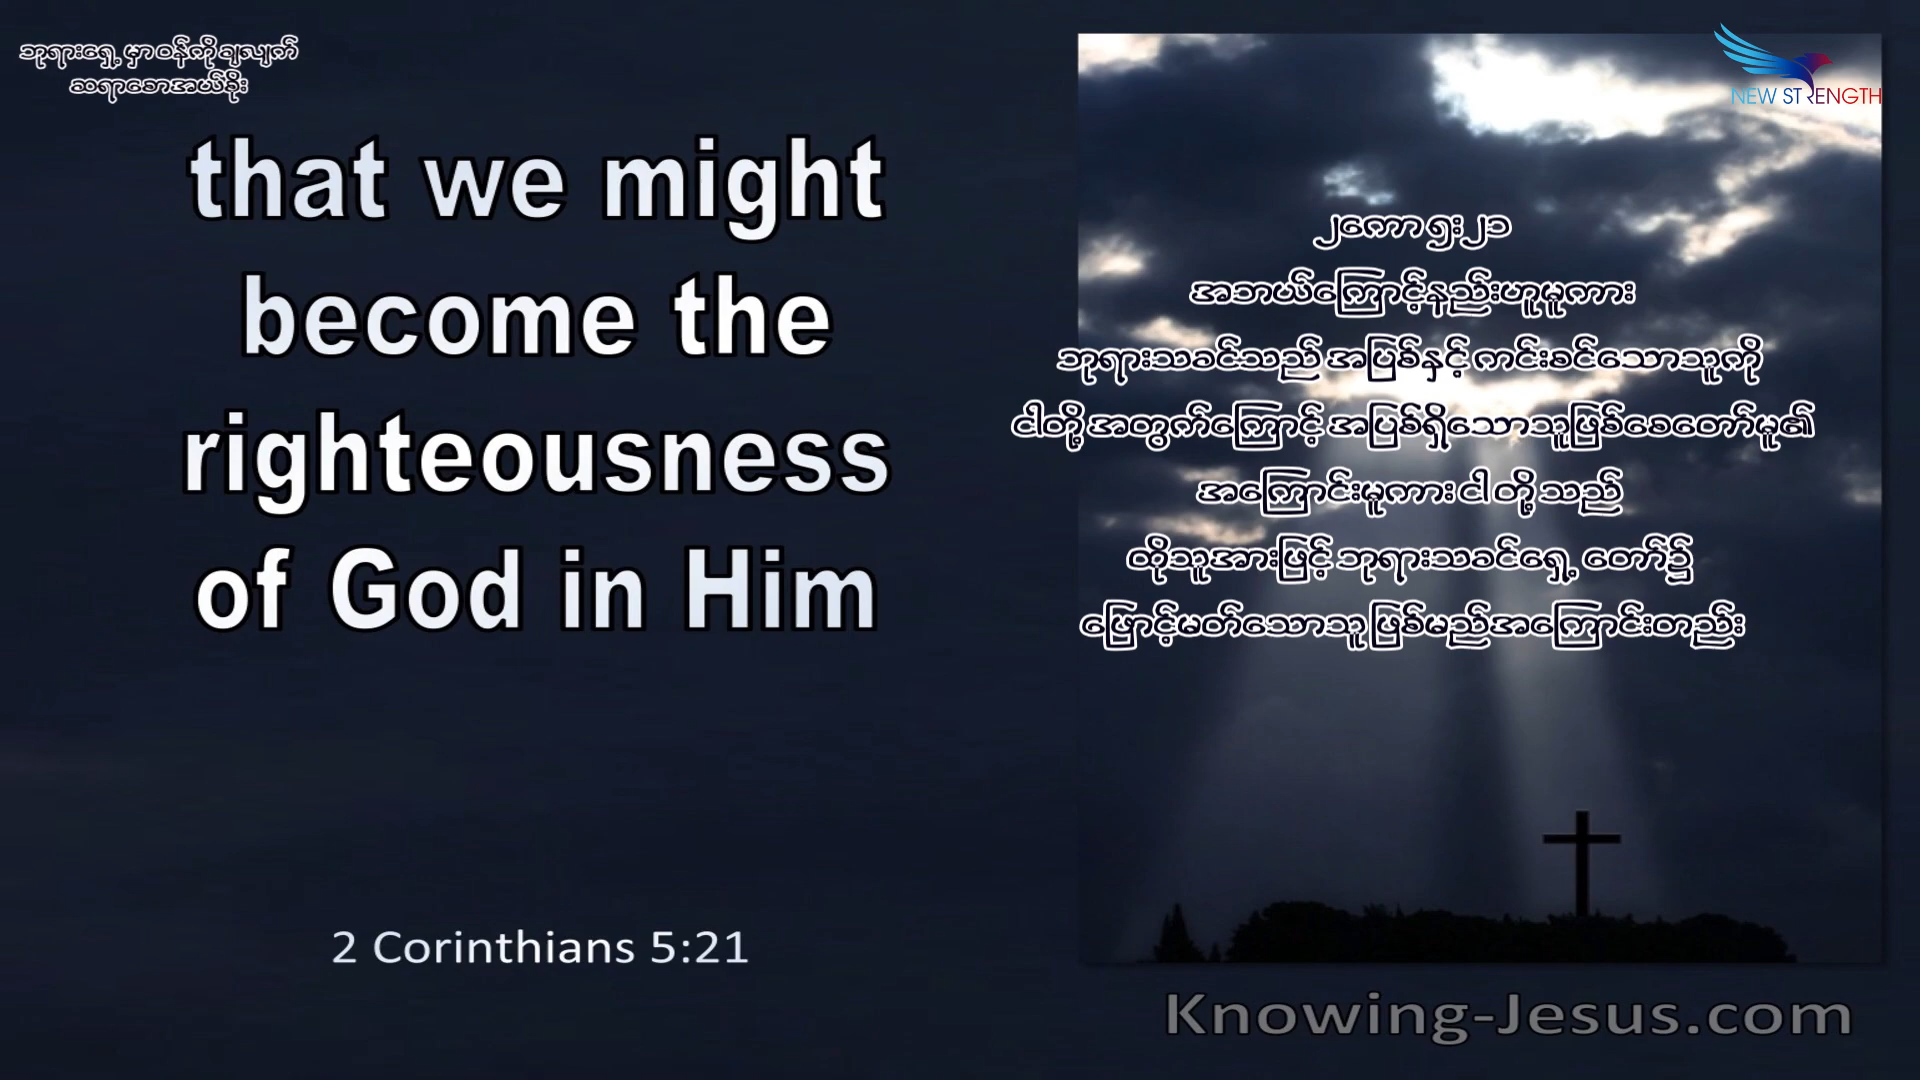 ဘုရားရှေ့မှာ ဝန်ကိုချလျက်
ဆရာစောအယ်ခိုး
NEW STRENGTH
that we might
become the
righteousness
of God in Him
2 Corinthians 5:21
၂ကော ၅း၂၁
အဘယ်ကြောင့်နည်းဟူမူကား
ဘုရားသခင်သည် အပြစ်နှင့် ကင်းစင်သောသူကို
ငါတို့ အတွက်ကြောင့် အပြစ်ရှိသောသူဖြစ်စေတော်မူ၏
အကြောင်းမူကား ငါတို့သည်
ထိုသူအားဖြင့် ဘုရားသခင်ရှေ့တော်၌
ဖြောင့်မတ်သောသူ ဖြစ်မည်အကြောင်းတည်း
Knowing-Jesus.com